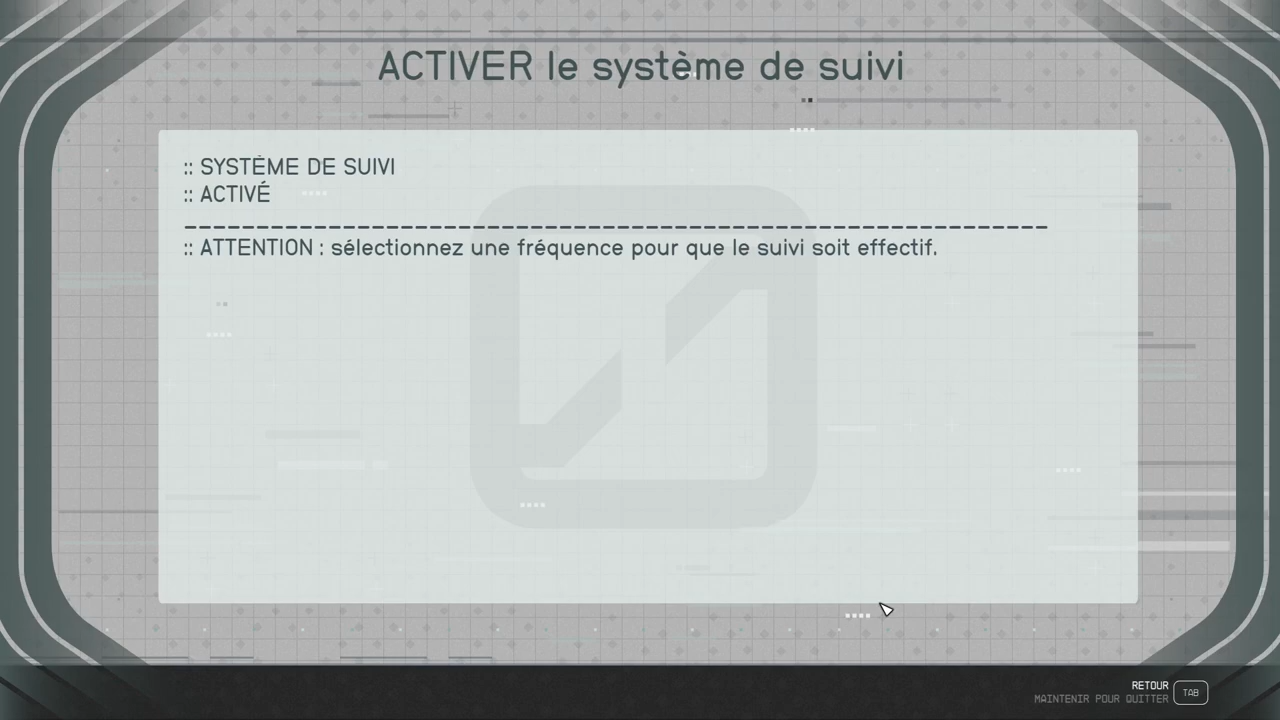 ACTIVER le système de suivi
:: SYSTÈME DE SUIVI
:: ACTIVÉ
:: ATTENTION : sélectionnez une fréquence pour que le suivi soit effectif.
RETOUR
MAINTENIR POUR QUITTER
TAB